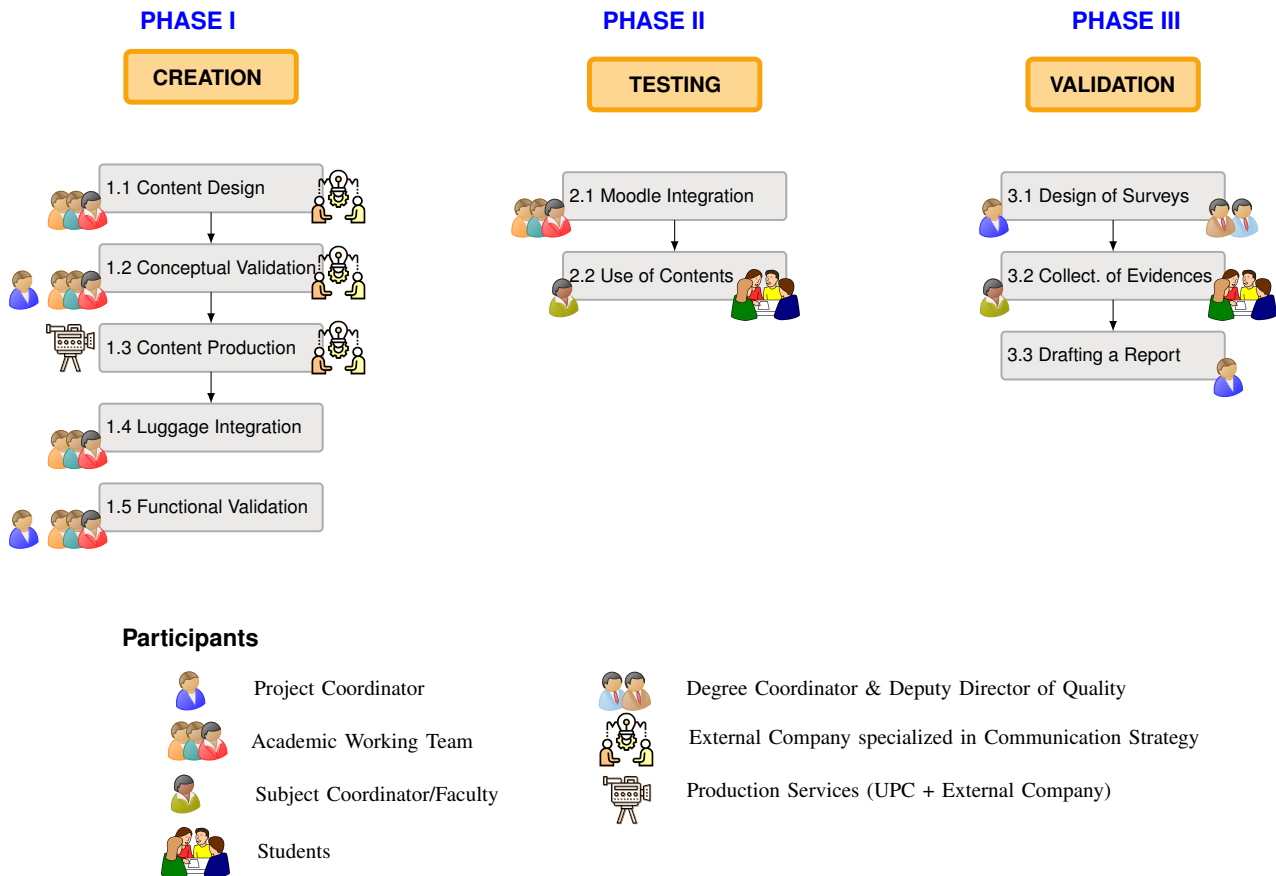 PHASE I
PHASE II
PHASE III
CREATION
TESTING
VALIDATION
1.1 Content Design
1.2 Conceptual Validation
1.3 Content Production
1.4 Luggage Integration
1.5 Functional Validation
2.1 Moodle Integration
2.2 Use of Contents
3.1 Design of Surveys
3.2 Collect. of Evidences
3.3 Drafting a Report
Participants
Project Coordinator
Academic Working Team
Subject Coordinator/Faculty
Students
Degree Coordinator & Deputy Director of Quality
External Company specialized in Communication Strategy
Production Services (UPC + External Company)